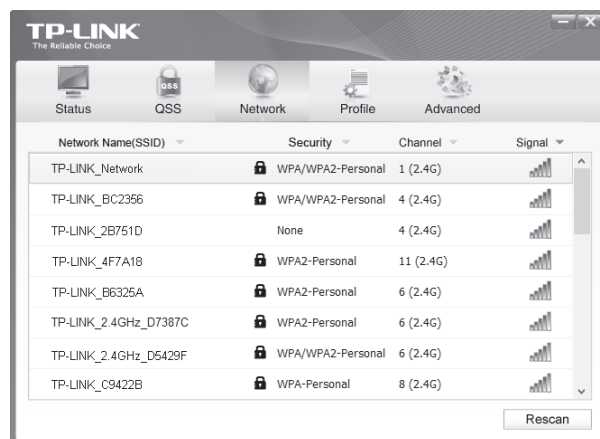 TP-LINK
The Reliable Choice
Status QSS Network Profile Advanced
Network Name(SSID) Security Channel Signal
TP-LINK_Network WPA/WPA2-Personal 1 (2.4G)
TP-LINK_BC2356 WPA/WPA2-Personal 4 (2.4G)
TP-LINK_2B751D None 4 (2.4G)
TP-LINK_4F7A18 WPA2-Personal 11 (2.4G)
TP-LINK_B6325A WPA2-Personal 6 (2.4G)
TP-LINK_2.4GHz_D7387C WPA2-Personal 6 (2.4G)
TP-LINK_2.4GHz_D5429F WPA/WPA2-Personal 6 (2.4G)
TP-LINK_C9422B WPA-Personal 8 (2.4G)
Rescan